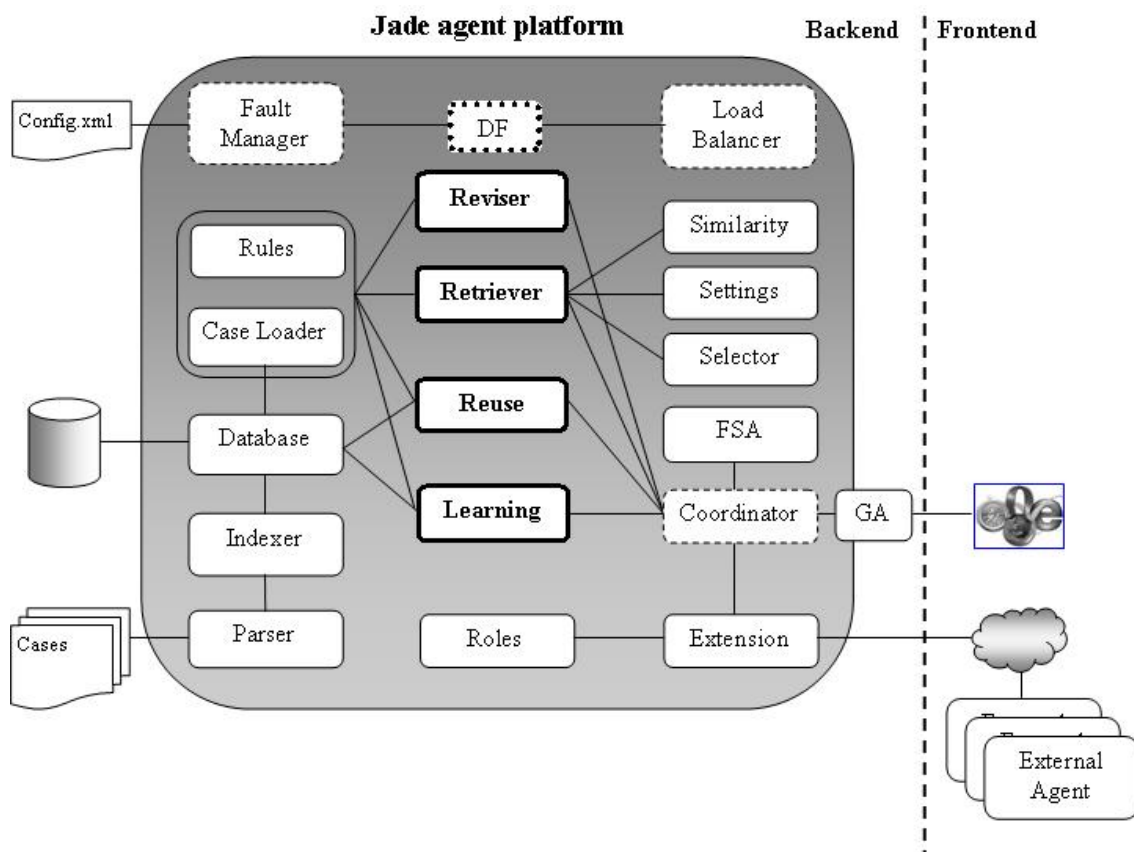 Jade agent platform
Backend
Frontend
Config.xml
Fault
Manager
DF
Load
Balancer
Reviser
Rules
Similarity
Retriever
Settings
Case Loader
Selector
Reuse
Database
FSA
Learning
Coordinator
GA
Indexer
Cases
Parser
Roles
Extension
External
Agent